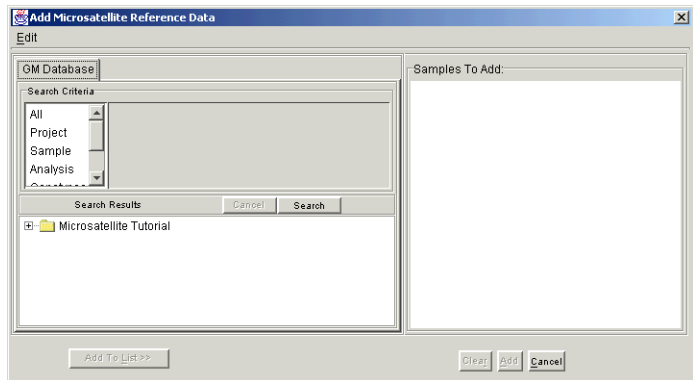 Add Microsatellite Reference Data
Edit
GM Database
Search Criteria
All
Project
Sample
Analysis
Search Results
Cancel
Search
Microsatellite Tutorial
Add To List >>
Samples To Add:
Clear
Add
Cancel